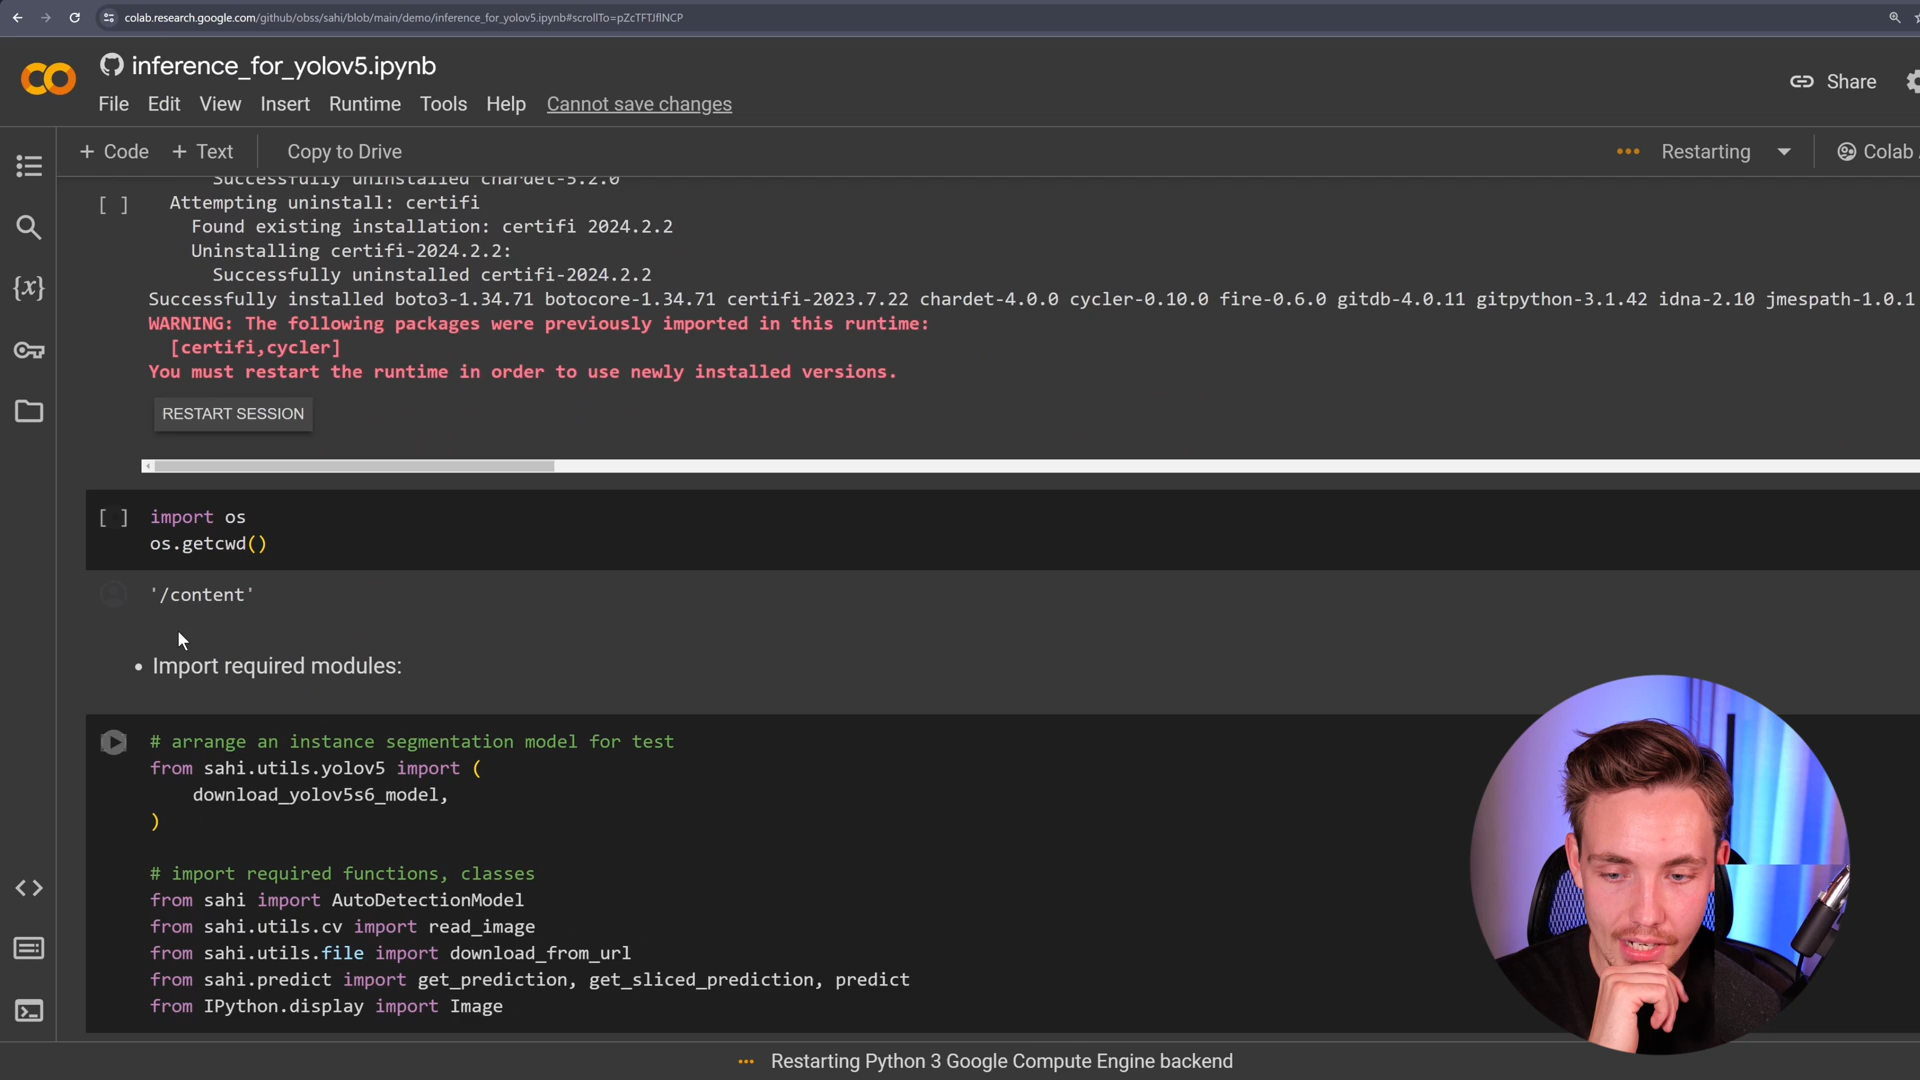 colab.research.google.com/github/obss/sahi/blob/main/demo/inference_for_yolov5.ipynb#scrollTo=pZcTFTJflNCP
inference_for_yolov5.ipynb
Share
File Edit View Insert Runtime Tools Help Cannot save changes
+ Code + Text Copy to Drive
Restarting
Colab
Successfully uninstalled chardet-5.2.0
[ ] Attempting uninstall: certifi
Found existing installation: certifi 2024.2.2
Uninstalling certifi-2024.2.2:
Successfully uninstalled certifi-2024.2.2
Successfully installed boto3-1.34.71 botocore-1.34.71 certifi-2023.7.22 chardet-4.0.0 cycler-0.10.0 fire-0.6.0 gitdb-4.0.11 gitpython-3.1.42 idna-2.10 jmespath-1.0.1
WARNING: The following packages were previously imported in this runtime:
[certifi,cycler]
You must restart the runtime in order to use newly installed versions.
RESTART SESSION
[ ] import os
os.getcwd()
'/content'
• Import required modules:
# arrange an instance segmentation model for test
from sahi.utils.yolov5 import (
download_yolov5s6_model,
)
# import required functions, classes
from sahi import AutoDetectionModel
from sahi.utils.cv import read_image
from sahi.utils.file import download_from_url
from sahi.predict import get_prediction, get_sliced_prediction, predict
from IPython.display import Image
Restarting Python 3 Google Compute Engine backend